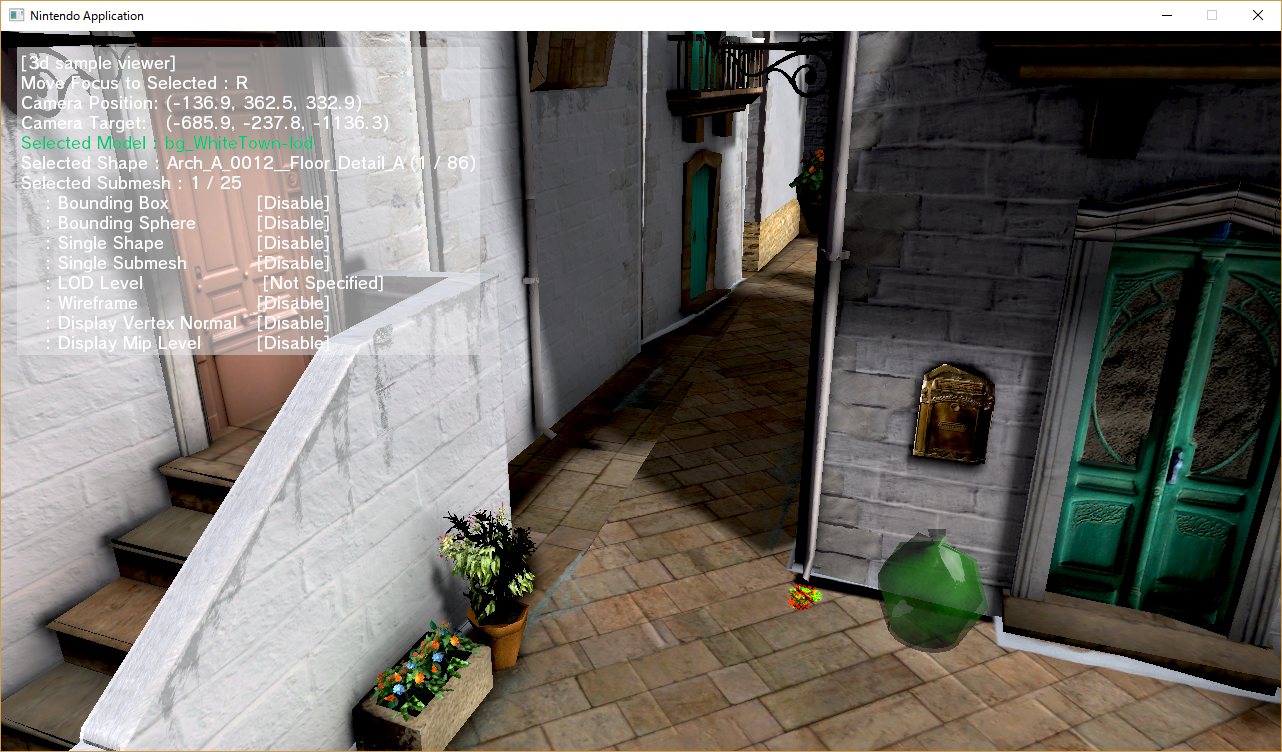 Nintendo Application
[3d sample viewer]
Move Focus to Selected : R
Camera Position: (-136.9, 362.5, 332.9)
Camera Target: (-685.9, -237.8, -1136.3)
Selected Model : bg_WhiteTown-lod
Selected Shape : Arch_A_0012__Floor_Detail_A (1 / 86)
Selected Submesh : 1 / 25
: Bounding Box [Disable]
: Bounding Sphere [Disable]
: Single Shape [Disable]
: Single Submesh [Disable]
: LOD Level [Not Specified]
: Wireframe [Disable]
: Display Vertex Normal [Disable]
: Display Mip Level [Disable]